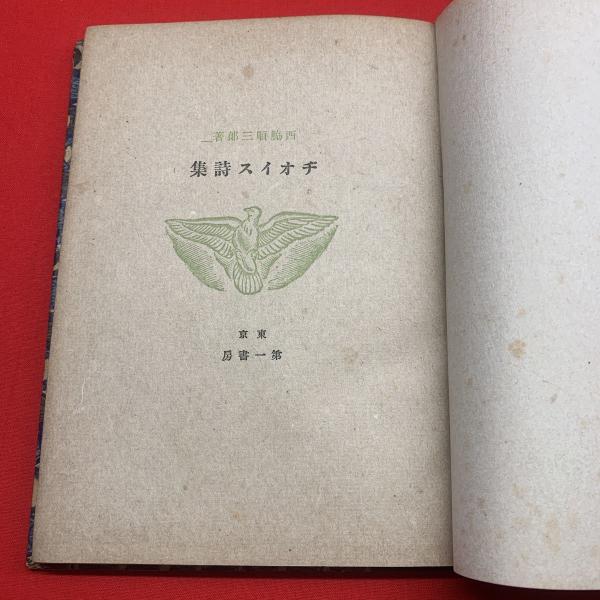 西脇順三郎著
ヂオイス詩集
東京
第一書房